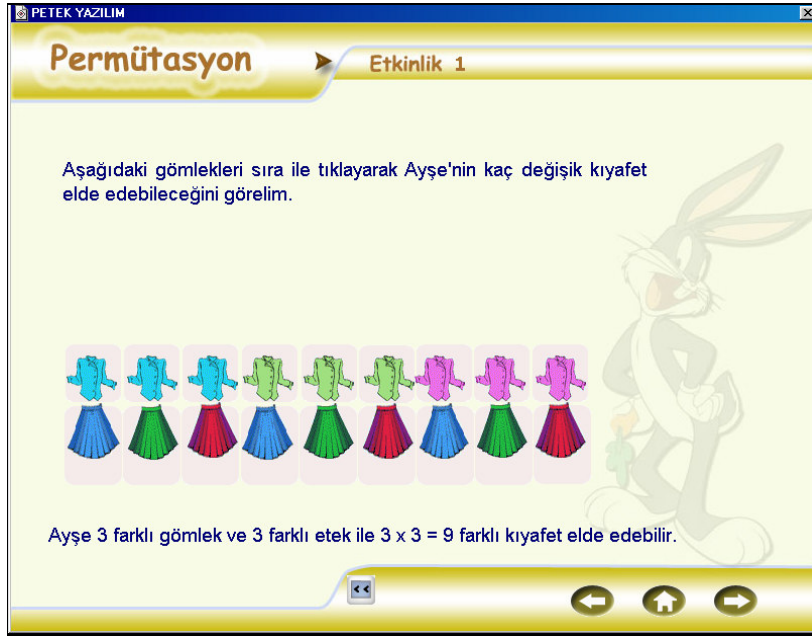 PETEK YAZILIM
Permütasyon
Etkinlik 1
Aşağıdaki gömlekleri sıra ile tıklayarak Ayşe'nin kaç değişik kıyafet
elde edebileceğini görelim.
Ayşe 3 farklı gömlek ve 3 farklı etek ile 3 x 3 = 9 farklı kıyafet elde edebilir.